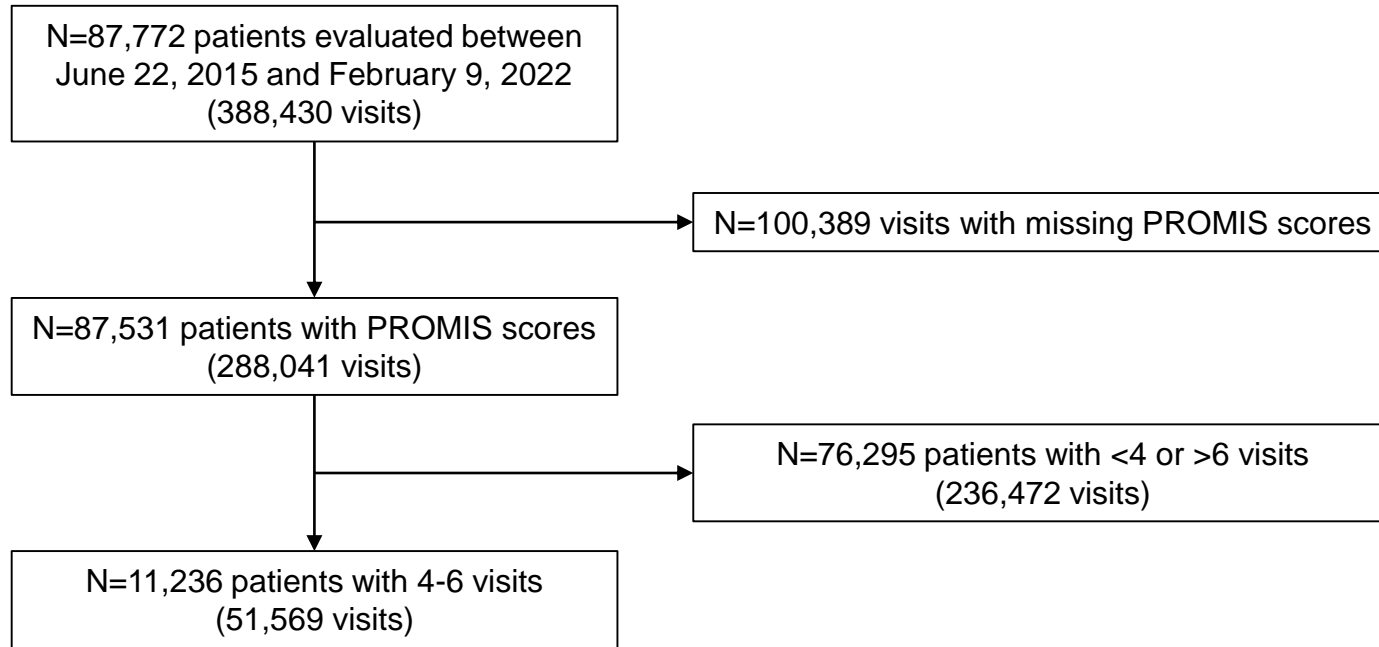 N=87,772 patients evaluated between
June 22, 2015 and February 9, 2022
(388,430 visits)
N=100,389 visits with missing PROMIS scores
N=87,531 patients with PROMIS scores
(288,041 visits)
N=76,295 patients with <4 or >6 visits
(236,472 visits)
N=11,236 patients with 4-6 visits
(51,569 visits)